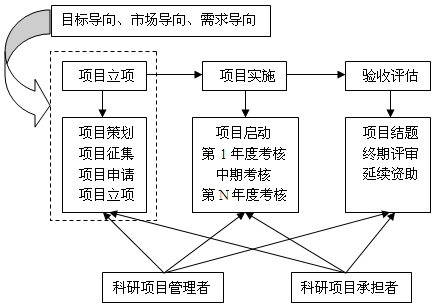 目标导向、市场导向、需求导向
项目立项
项目实施
验收评估
项目策划
项目征集
项目申请
项目立项
项目启动
第1年度考核
中期考核
第N年度考核
项目结题
终期评审
延续资助
科研项目管理者
科研项目承担者